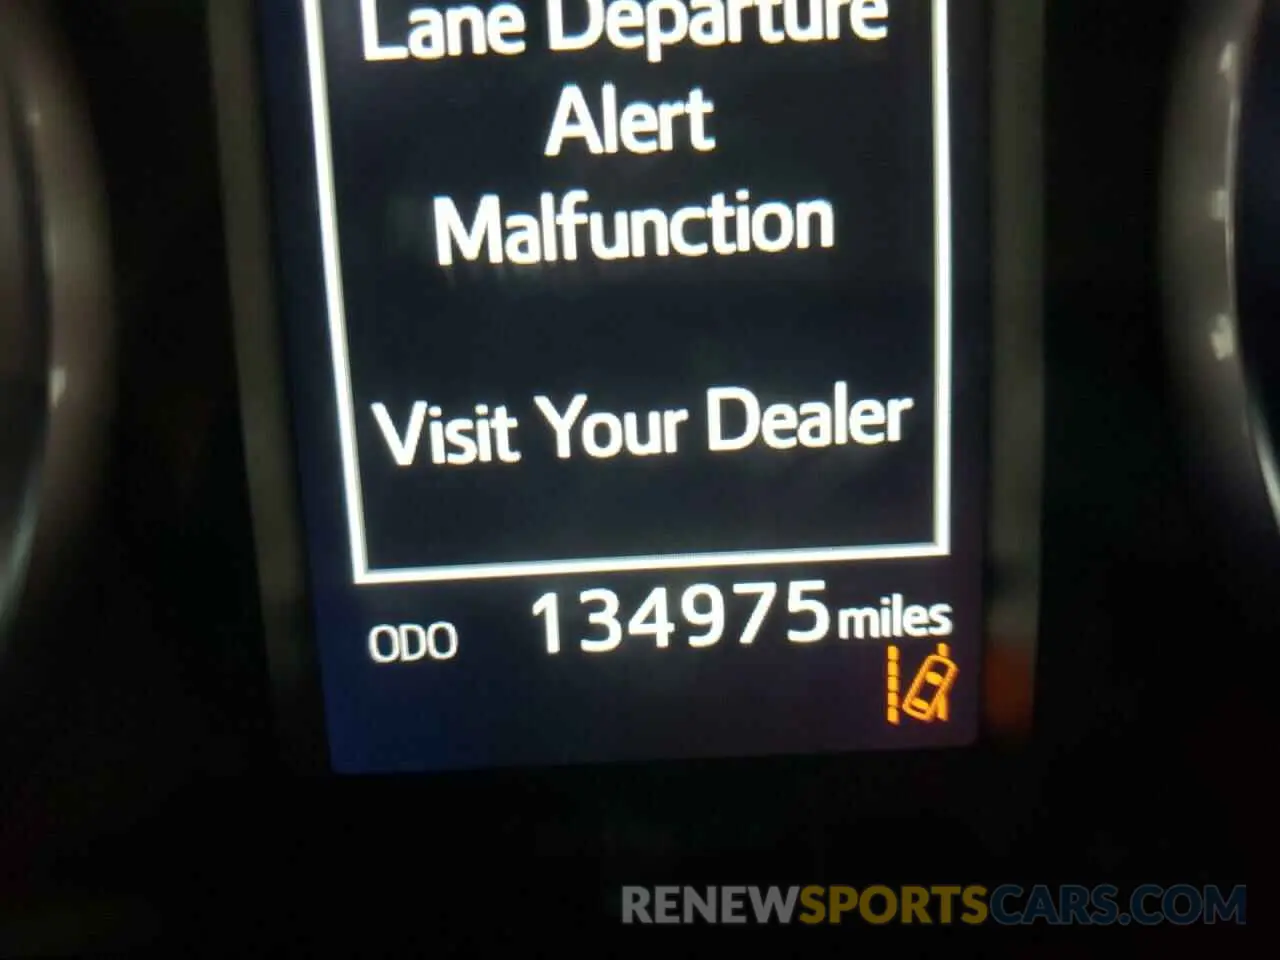 Lane Departure
Alert
Malfunction
Visit Your Dealer
ODO 134975 miles
RENEWSPORTSCARS.COM